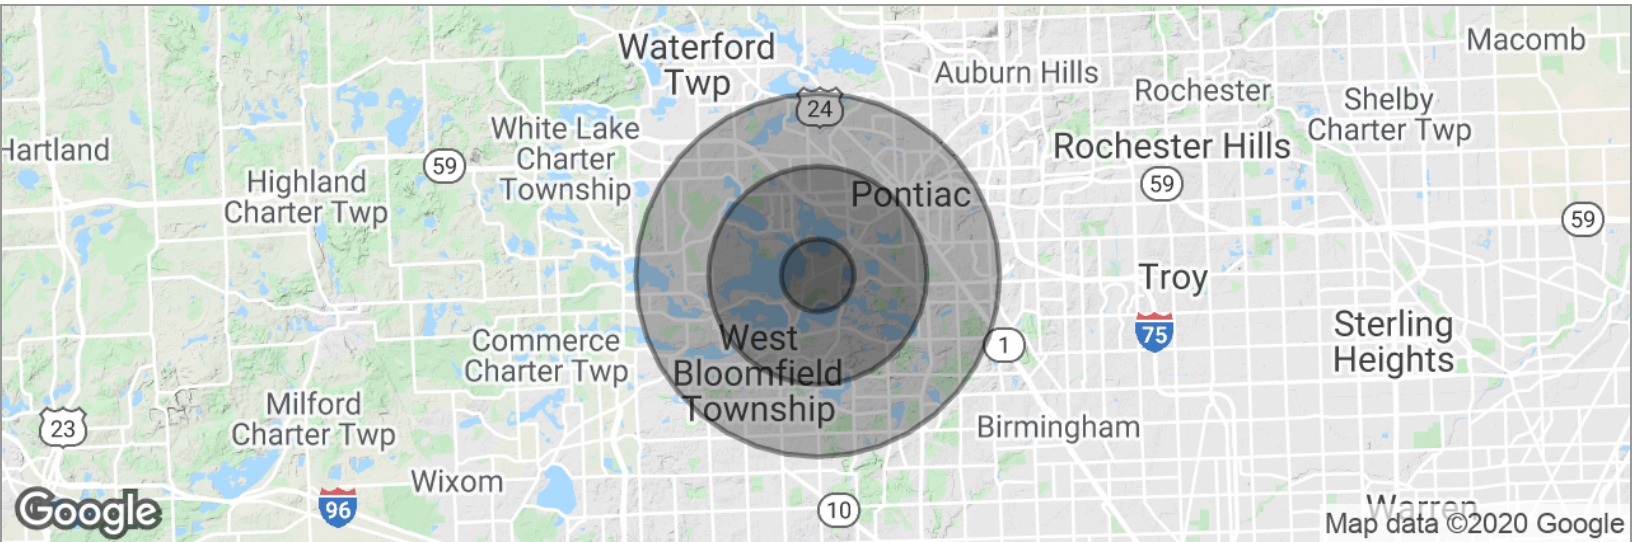 Waterford
Twp
Macomb
Auburn Hills
Rochester
24
Shelby
Charter Twp
White Lake
Charter
Township
Hartland
59
Rochester Hills
59
Highland
Charter Twp
Pontiac
59
Troy
West
Bloomfield
Township
1
75
Sterling
Heights
Commerce
Charter Twp
Milford
Charter Twp
23
Birmingham
Wixom
96
10
Warren
Google
Map data ©2020 Google